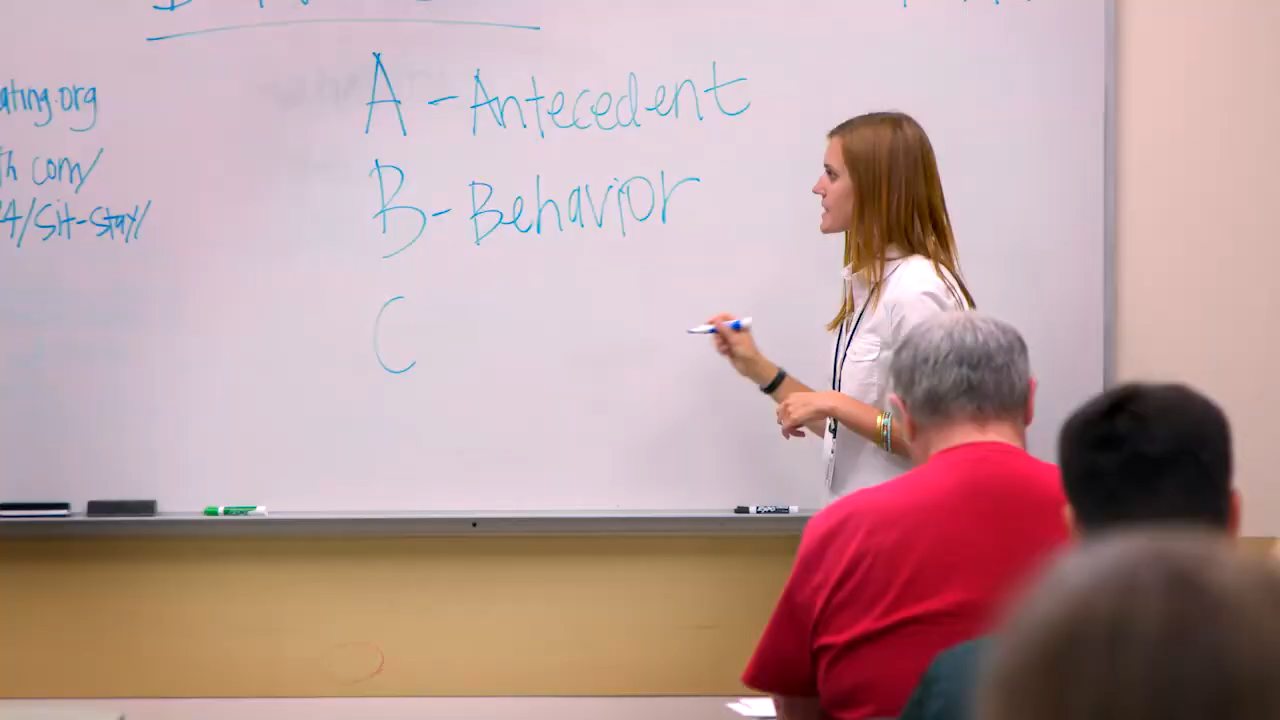 ating.org
th com/
4/Sit-Stay/
A - Antecedent
B - Behavior
C